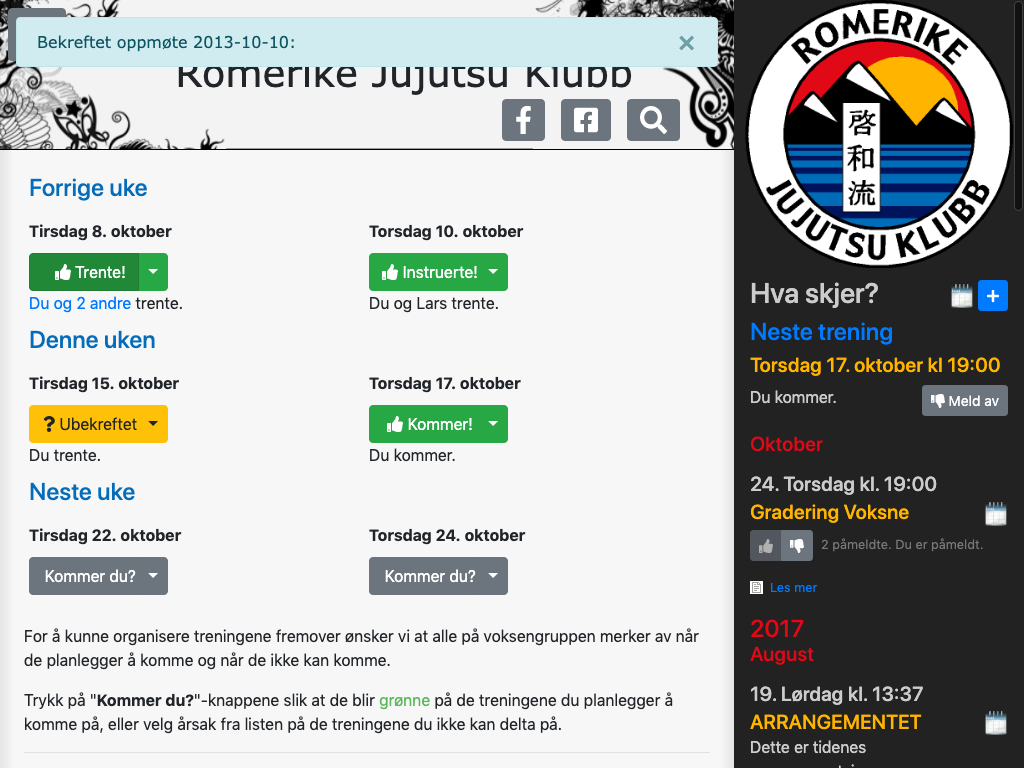 Bekreftet oppmøte 2013-10-10:
×
Romerike Jujutsu Klubb
Forrige uke
Tirsdag 8. oktober
Trente!
Du og 2 andre trente.
Torsdag 10. oktober
Instruerte!
Du og Lars trente.
Denne uken
Tirsdag 15. oktober
? Ubekreftet
Du trente.
Torsdag 17. oktober
Kommer!
Du kommer.
Neste uke
Tirsdag 22. oktober
Kommer du?
Torsdag 24. oktober
Kommer du?
For å kunne organisere treningene fremover ønsker vi at alle på voksengruppen merker av når
de planlegger å komme og når de ikke kan komme.
Trykk på "Kommer du?"-knappene slik at de blir grønne på de treningene du planlegger å
komme på, eller velg årsak fra listen på de treningene du ikke kan delta på.
ROMERIKE
啓和流
JUJUTSU KLUBB
Hva skjer?
+
Neste trening
Torsdag 17. oktober kl 19:00
Du kommer.
Meld av
Oktober
24. Torsdag kl. 19:00
Gradering Voksne
2 påmeldte. Du er påmeldt.
Les mer
2017
August
19. Lørdag kl. 13:37
ARRANGEMENTET
Dette er tidenes